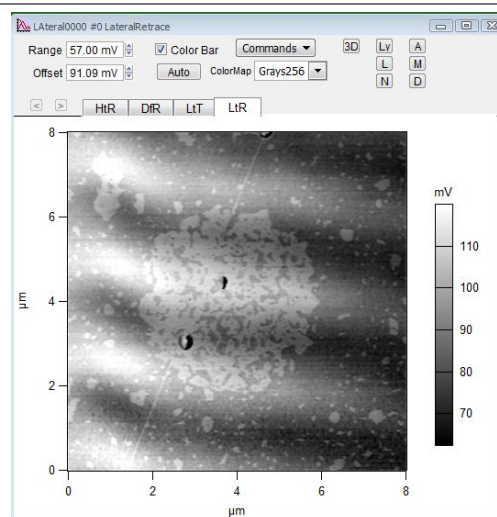 LAteral0000 #0 LateralRetrace
Range 57.00 mV Color Bar Commands 3D Lv A
L M
Offset 91.09 mV Auto ColorMap Grays256
N D
< > HtR DfR LtT LtR
8
6
4
2
0
µm
0 2 4 6 8
µm
mV
110
100
90
80
70